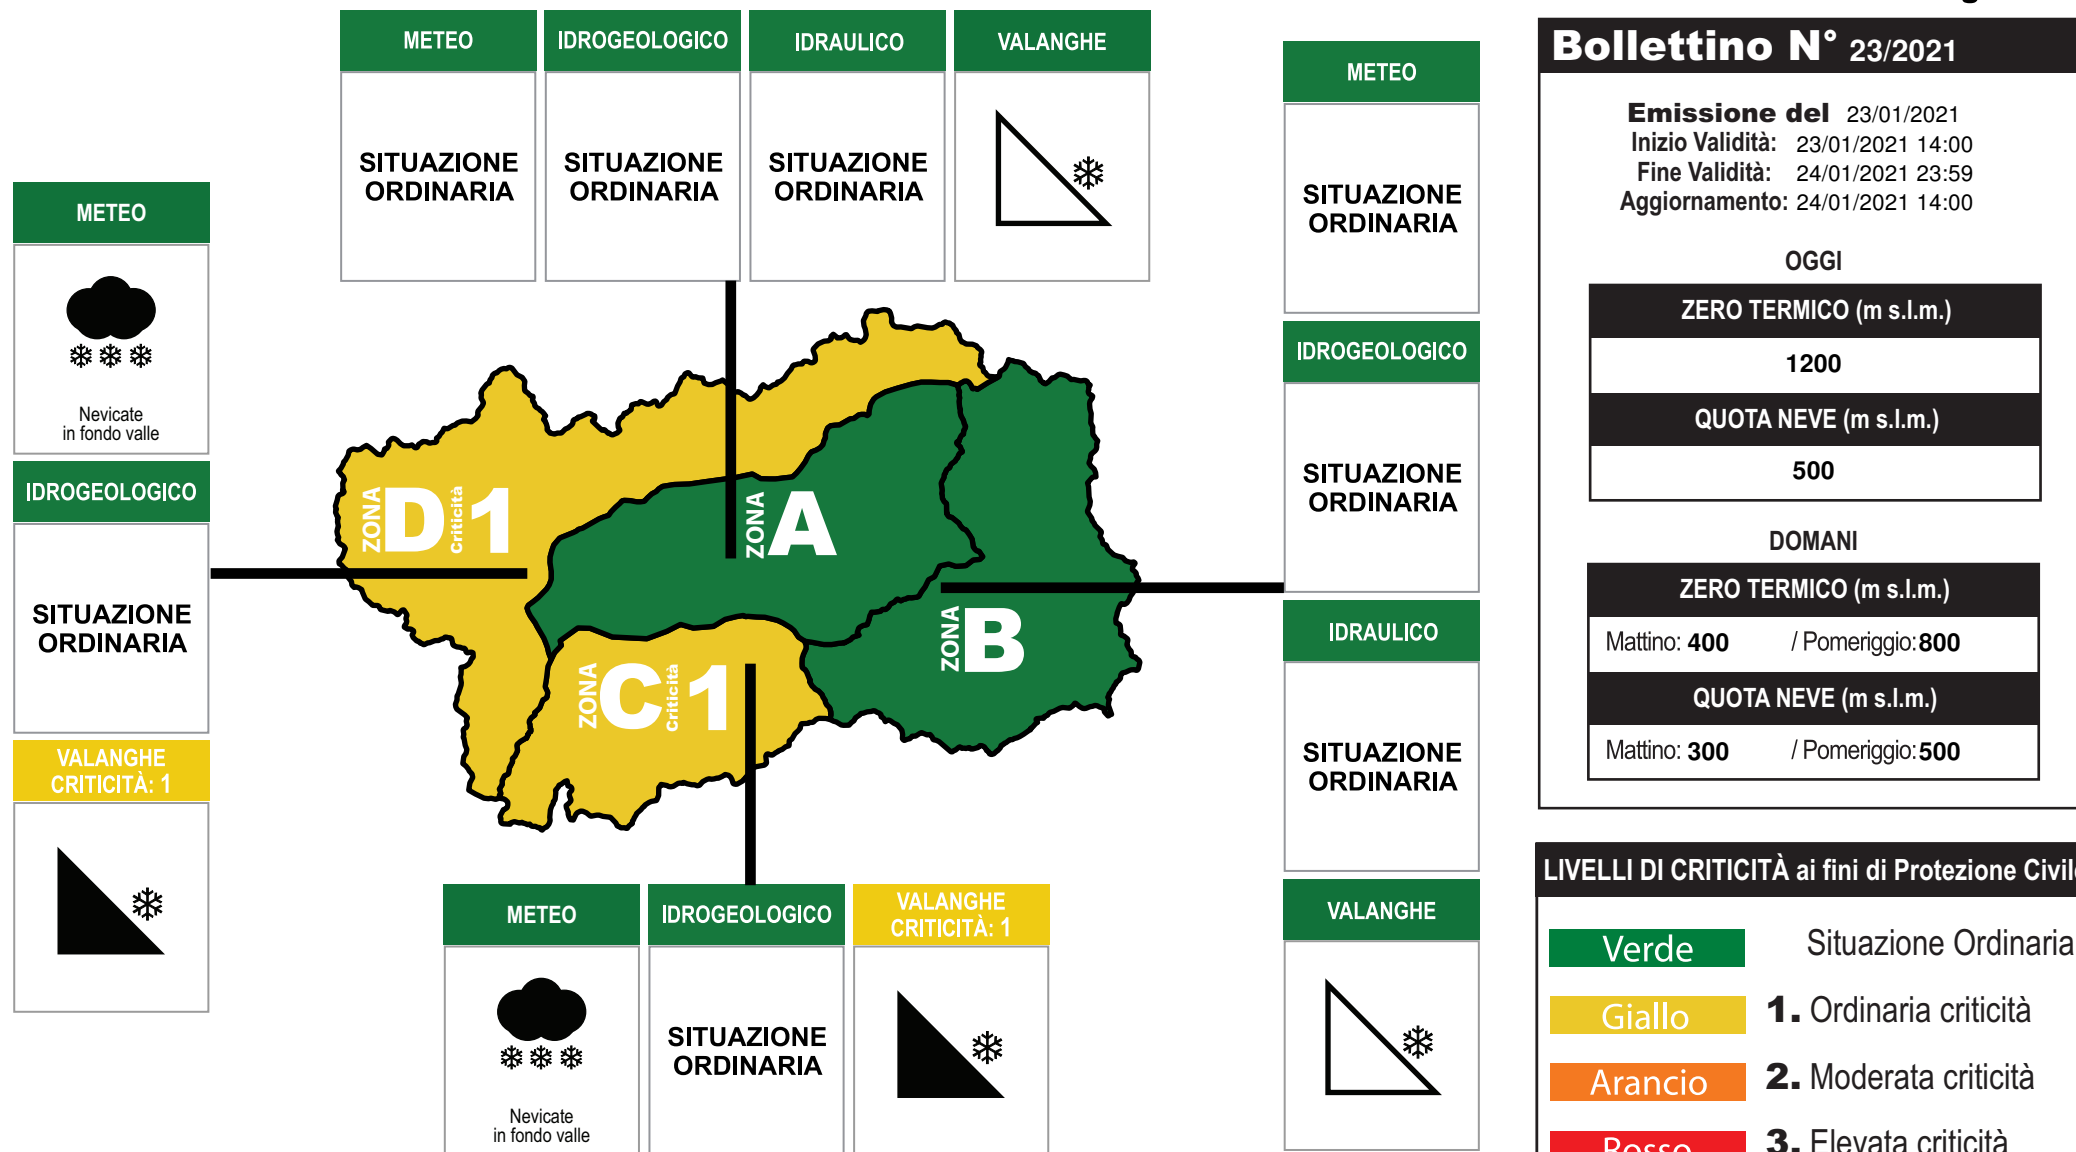 METEO
IDROGEOLOGICO
IDRAULICO
VALANGHE
SITUAZIONE
ORDINARIA
SITUAZIONE
ORDINARIA
SITUAZIONE
ORDINARIA
METEO
Nevicate
in fondo valle
IDROGEOLOGICO
SITUAZIONE
ORDINARIA
VALANGHE
CRITICITÀ: 1
ZONA D Criticità 1
ZONA A
ZONA B
ZONA C Criticità 1
METEO
IDROGEOLOGICO
VALANGHE
CRITICITÀ: 1
Nevicate
in fondo valle
SITUAZIONE
ORDINARIA
METEO
SITUAZIONE
ORDINARIA
IDROGEOLOGICO
SITUAZIONE
ORDINARIA
IDRAULICO
SITUAZIONE
ORDINARIA
VALANGHE
Bollettino N° 23/2021
Emissione del 23/01/2021
Inizio Validità: 23/01/2021 14:00
Fine Validità: 24/01/2021 23:59
Aggiornamento: 24/01/2021 14:00
OGGI
ZERO TERMICO (m s.l.m.)
1200
QUOTA NEVE (m s.l.m.)
500
DOMANI
ZERO TERMICO (m s.l.m.)
Mattino: 400 / Pomeriggio: 800
QUOTA NEVE (m s.l.m.)
Mattino: 300 / Pomeriggio: 500
LIVELLI DI CRITICITÀ ai fini di Protezione Civile
Verde Situazione Ordinaria
Giallo 1. Ordinaria criticità
Arancio 2. Moderata criticità
Rosso 3. Elevata criticità